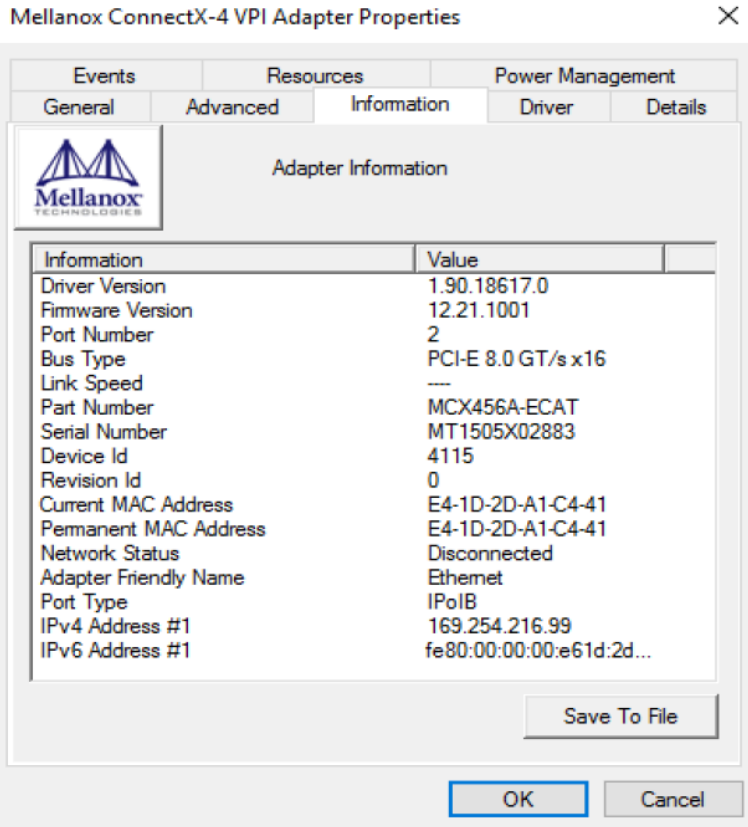 Mellanox ConnectX-4 VPI Adapter Properties
Events Resources Power Management
General Advanced Information Driver Details
Mellanox
TECHNOLOGIES
Adapter Information
Information Value
Driver Version 1.90.18617.0
Firmware Version 12.21.1001
Port Number 2
Bus Type PCI-E 8.0 GT/s x16
Link Speed ----
Part Number MCX456A-ECAT
Serial Number MT1505X02883
Device Id 4115
Revision Id 0
Current MAC Address E4-1D-2D-A1-C4-41
Permanent MAC Address E4-1D-2D-A1-C4-41
Network Status Disconnected
Adapter Friendly Name Ethernet
Port Type IPoIB
IPv4 Address #1 169.254.216.99
IPv6 Address #1 fe80:00:00:00:e61d:2d...
Save To File
OK Cancel